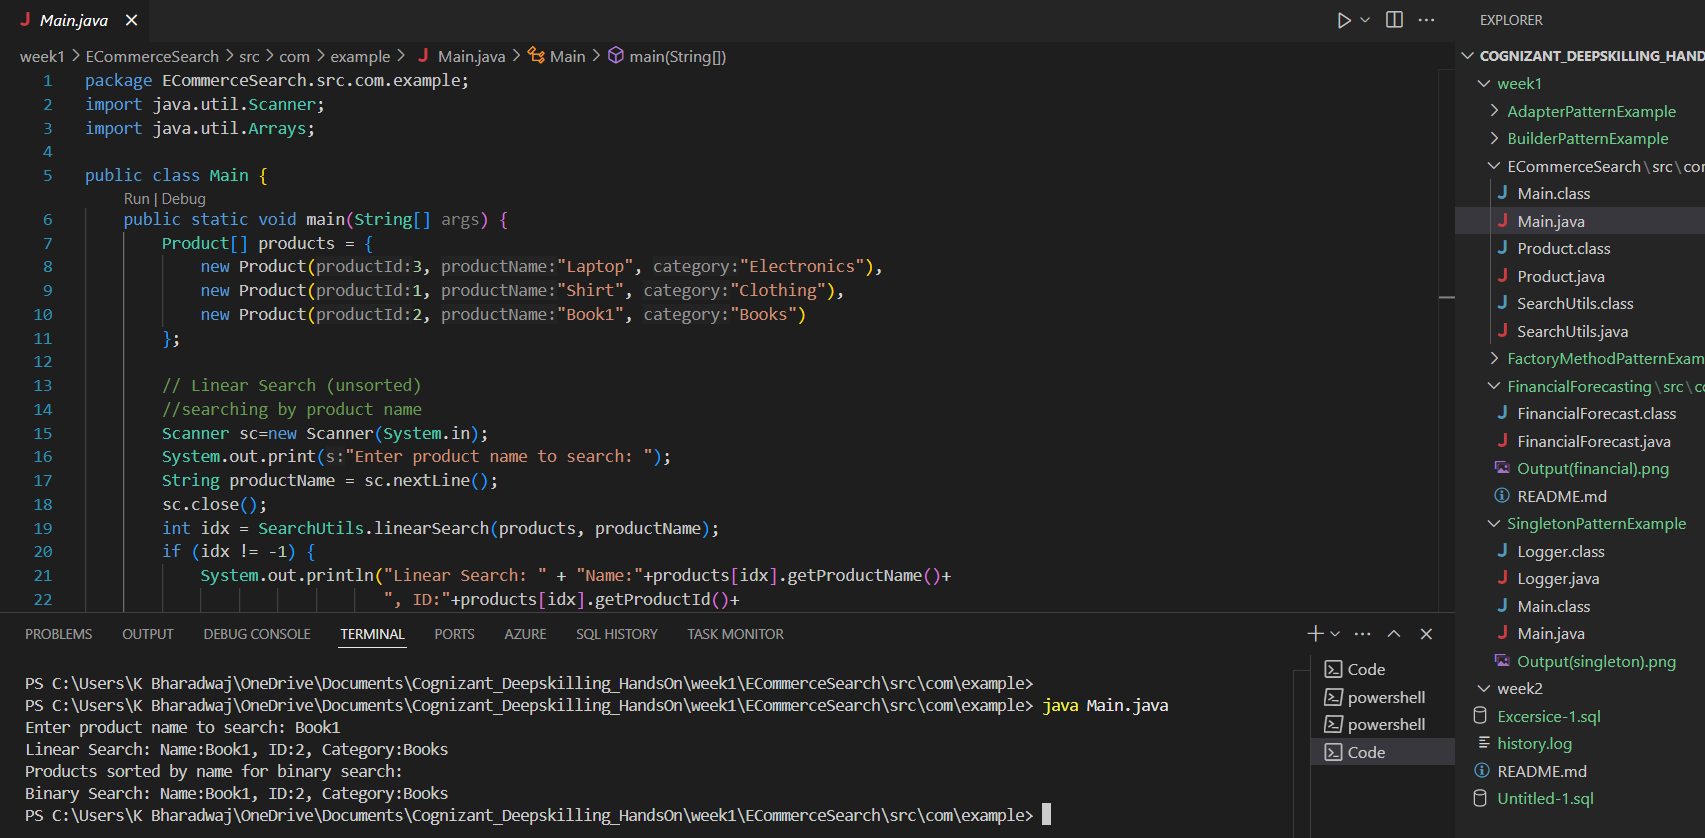 Main.java
week1 > ECommerceSearch > src > com > example > Main.java > Main > main(String[])
1 package ECommerceSearch.src.com.example;
2 import java.util.Scanner;
3 import java.util.Arrays;
4
5 public class Main {
Run | Debug
6 public static void main(String[] args) {
7 Product[] products = {
8 new Product(productId:3, productName:"Laptop", category:"Electronics"),
9 new Product(productId:1, productName:"Shirt", category:"Clothing"),
10 new Product(productId:2, productName:"Book1", category:"Books")
11 };
12
13 // Linear Search (unsorted)
14 //searching by product name
15 Scanner sc=new Scanner(System.in);
16 System.out.print(s:"Enter product name to search: ");
17 String productName = sc.nextLine();
18 sc.close();
19 int idx = SearchUtils.linearSearch(products, productName);
20 if (idx != -1) {
21 System.out.println("Linear Search: " + "Name:"+products[idx].getProductName()+
22 ", ID:"+products[idx].getProductId()+
PROBLEMS OUTPUT DEBUG CONSOLE TERMINAL PORTS AZURE SQL HISTORY TASK MONITOR
PS C:\Users\K Bharadwaj\OneDrive\Documents\Cognizant_Deepskilling_HandsOn\week1\ECommerceSearch\src\com\example>
PS C:\Users\K Bharadwaj\OneDrive\Documents\Cognizant_Deepskilling_HandsOn\week1\ECommerceSearch\src\com\example> java Main.java
Enter product name to search: Book1
Linear Search: Name:Book1, ID:2, Category:Books
Products sorted by name for binary search:
Binary Search: Name:Book1, ID:2, Category:Books
PS C:\Users\K Bharadwaj\OneDrive\Documents\Cognizant_Deepskilling_HandsOn\week1\ECommerceSearch\src\com\example>
Code
powershell
powershell
Code
EXPLORER
COGNIZANT_DEEPSKILLING_HAND
week1
AdapterPatternExample
BuilderPatternExample
ECommerceSearch\src\com
Main.class
Main.java
Product.class
Product.java
SearchUtils.class
SearchUtils.java
FactoryMethodPatternExam
FinancialForecasting\src\co
FinancialForecast.class
FinancialForecast.java
Output(financial).png
README.md
SingletonPatternExample
Logger.class
Logger.java
Main.class
Main.java
Output(singleton).png
week2
Excersice-1.sql
history.log
README.md
Untitled-1.sql